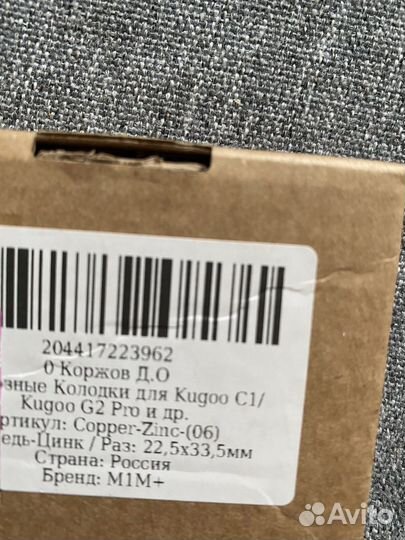 204417223962
0 Коржов Д.О
зные Колодки для Kugoo C1/
Kugoo G2 Pro и др.
ртикул: Copper-Zinc-(06)
едь-Цинк / Раз: 22,5х33,5мм
Страна: Россия
Бренд: M1M+
Avito